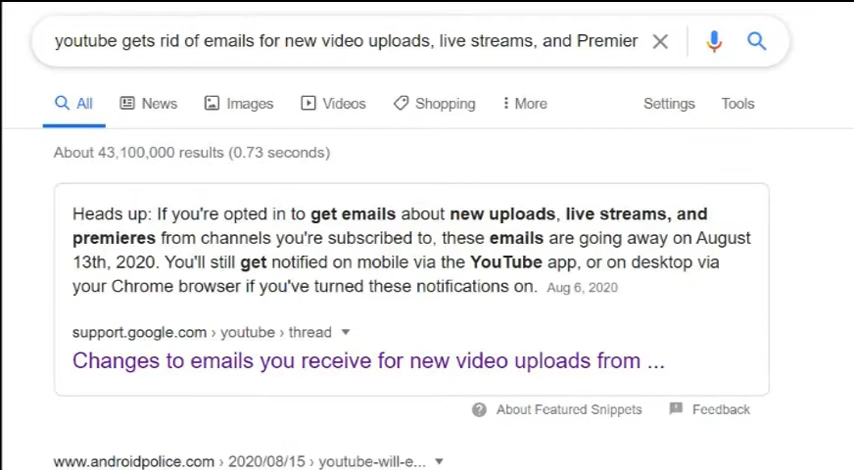 youtube gets rid of emails for new video uploads, live streams, and Premier
All News Images Videos Shopping More Settings Tools
About 43,100,000 results (0.73 seconds)
Heads up: If you're opted in to get emails about new uploads, live streams, and
premieres from channels you're subscribed to, these emails are going away on August
13th, 2020. You'll still get notified on mobile via the YouTube app, or on desktop via
your Chrome browser if you've turned these notifications on. Aug 6, 2020
support.google.com › youtube › thread
Changes to emails you receive for new video uploads from ...
About Featured Snippets Feedback
www.androidpolice.com › 2020/08/15 › youtube-will-e...